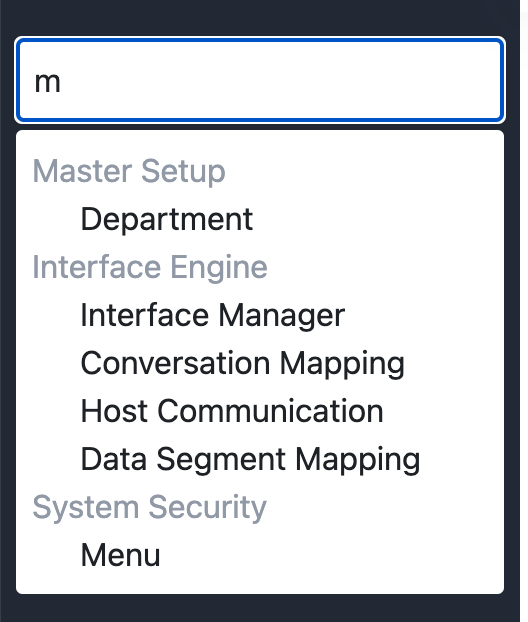 m
Master Setup
Department
Interface Engine
Interface Manager
Conversation Mapping
Host Communication
Data Segment Mapping
System Security
Menu